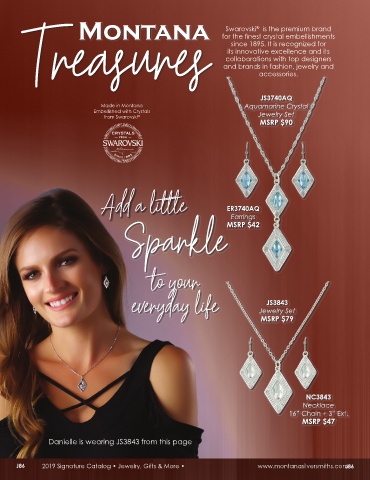 MONTANA
Treasures
Swarovski® is the premium brand
for the finest crystal embellishments
since 1895. It is recognized for
its innovative excellence and its
collaborations with top designers
and brands in fashion, jewelry and
accessories.
Made in Montana
Embellished with Crystals
from Swarovski®
CRYSTALS
FROM
SWAROVSKI
JS3740AQ
Aquamarine Crystal
Jewelry Set
MSRP $90
ER3740AQ
Earrings
MSRP $42
Add a little
Sparkle
to your
everyday life
JS3843
Jewelry Set
MSRP $79
NC3843
Necklace
16" Chain + 3" Ext.
MSRP $47
Danielle is wearing JS3843 from this page
J86 2019 Signature Catalog • Jewelry, Gifts & More • www.montanasilversmiths.com J86